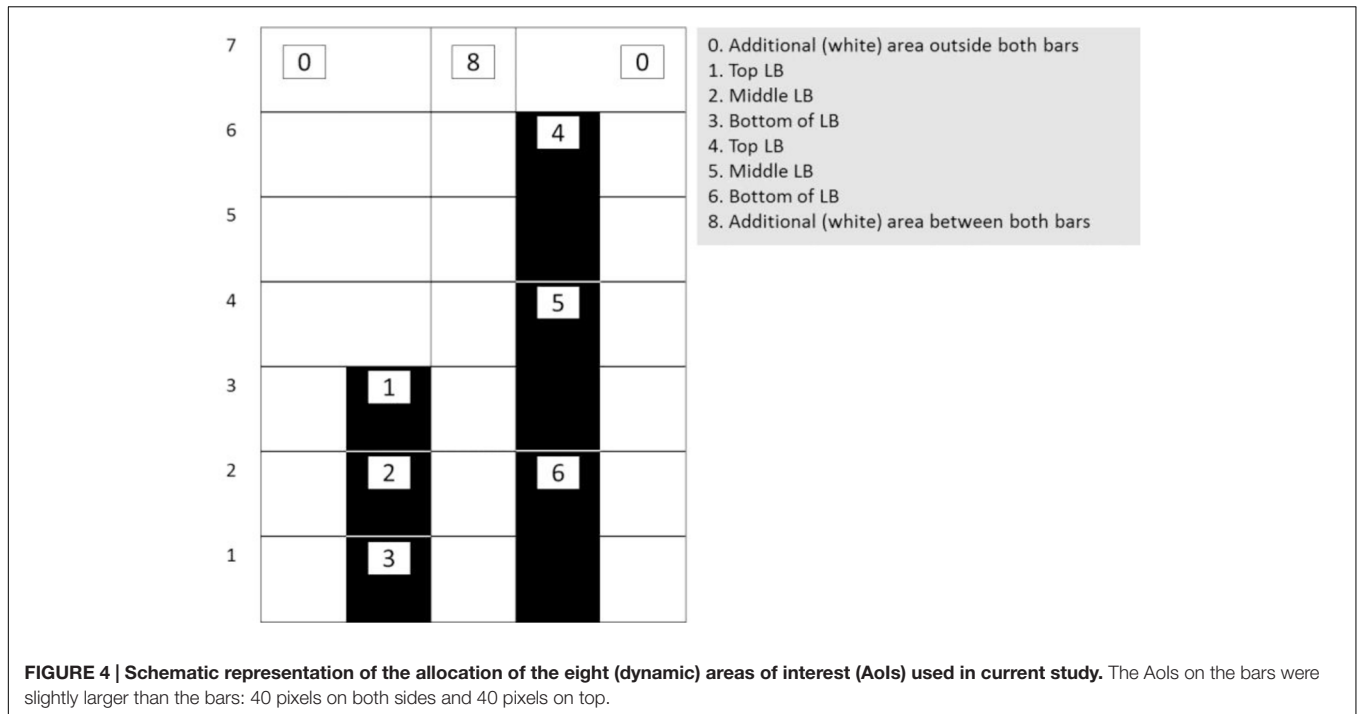 7
0 8 0
6
4
5
4
5
3
1
2
2 6
1
3
0. Additional (white) area outside both bars
1. Top LB
2. Middle LB
3. Bottom of LB
4. Top LB
5. Middle LB
6. Bottom of LB
8. Additional (white) area between both bars
FIGURE 4 | Schematic representation of the allocation of the eight (dynamic) areas of interest (AoIs) used in current study. The AoIs on the bars were
slightly larger than the bars: 40 pixels on both sides and 40 pixels on top.